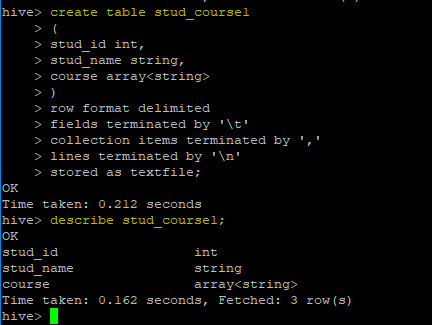 hive> create table stud_course1
    > (
    > stud_id int,
    > stud_name string,
    > course array<string>
    > )
    > row format delimited
    > fields terminated by '\t'
    > collection items terminated by ','
    > lines terminated by '\n'
    > stored as textfile;
OK
Time taken: 0.212 seconds
hive> describe stud_course1;
OK
stud_id                 int
stud_name               string
course                  array<string>
Time taken: 0.162 seconds, Fetched: 3 row(s)
hive>